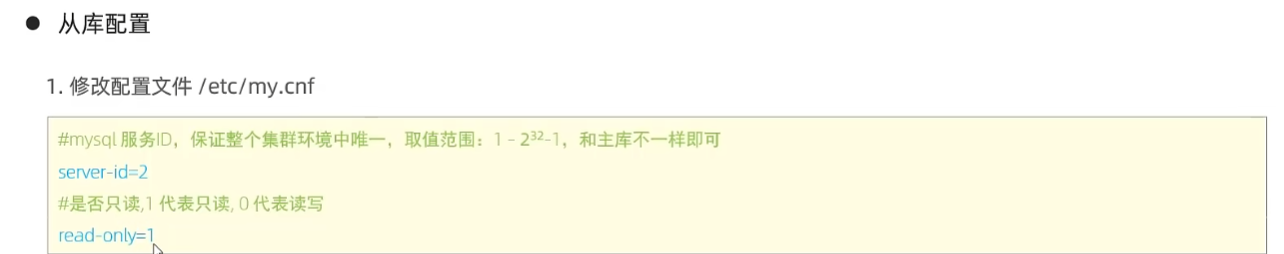 ● 从库配置
1. 修改配置文件 /etc/my.cnf
#mysql 服务ID，保证整个集群环境中唯一，取值范围：1 – 2³²-1，和主库不一样即可
server-id=2
#是否只读,1 代表只读, 0 代表读写
read-only=1